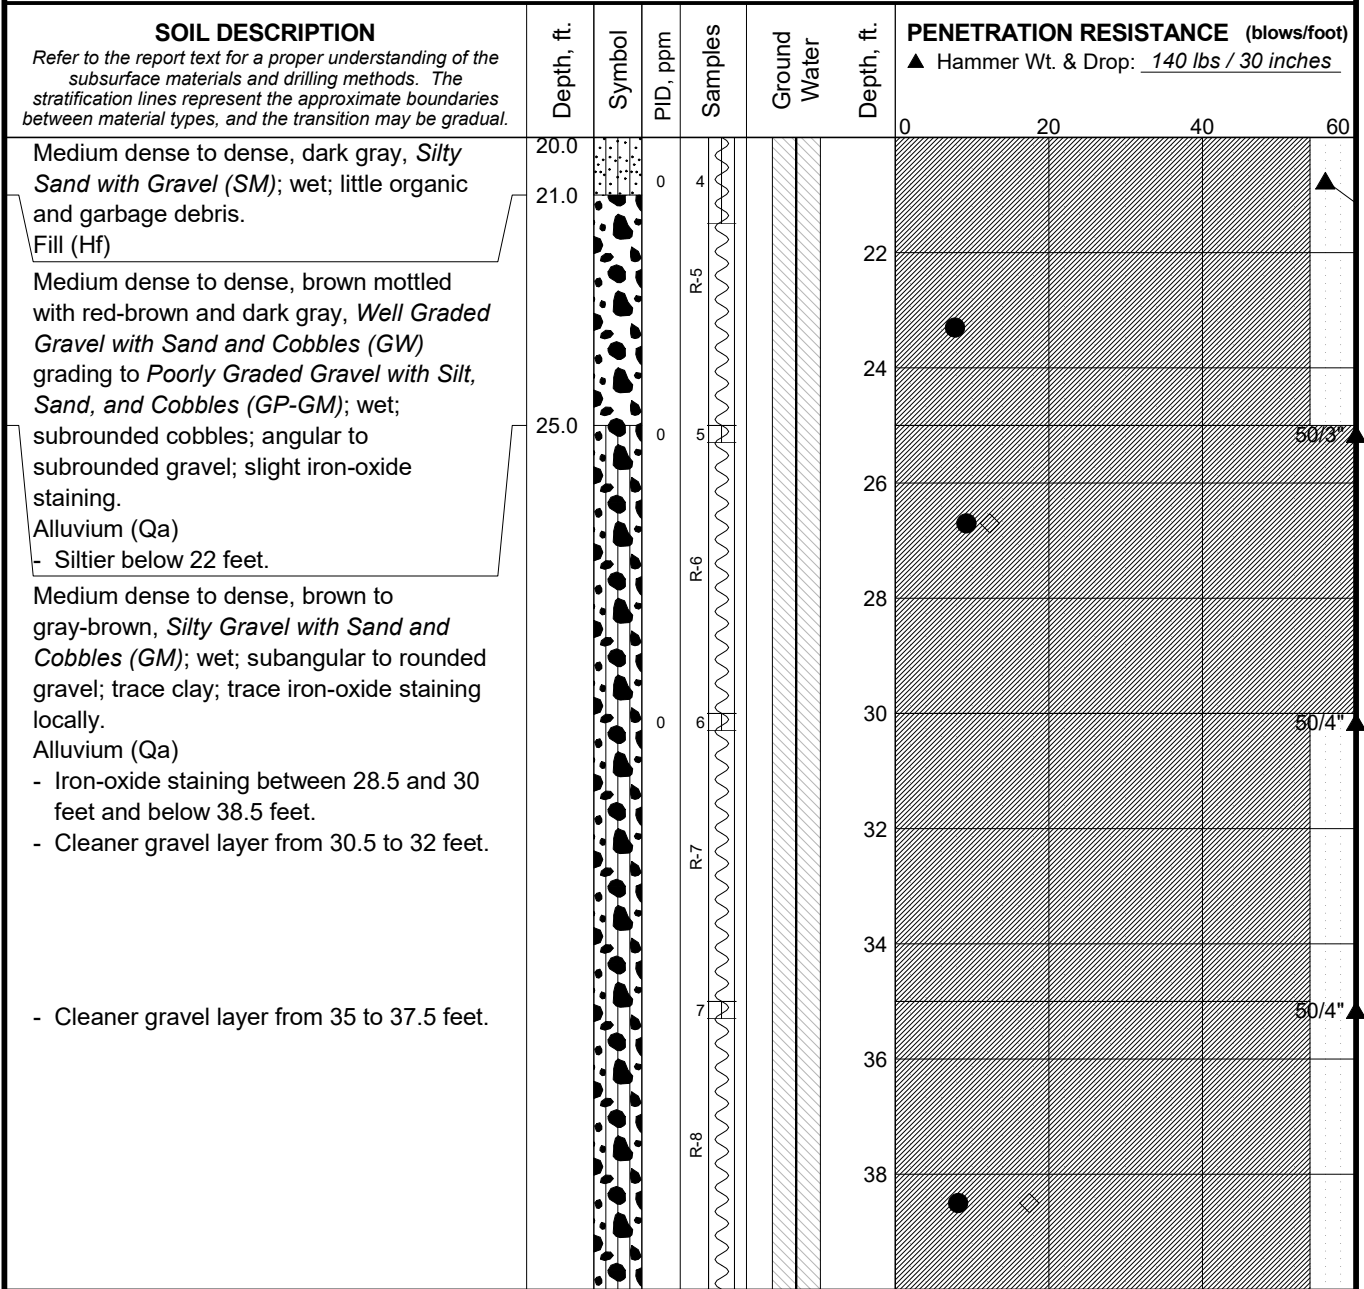 SOIL DESCRIPTION
Refer to the report text for a proper understanding of the
subsurface materials and drilling methods. The
stratification lines represent the approximate boundaries
between material types, and the transition may be gradual.
Depth, ft.
Symbol
PID, ppm
Samples
Ground
Water
Depth, ft.
PENETRATION RESISTANCE (blows/foot)
▲ Hammer Wt. & Drop: 140 lbs / 30 inches
0 20 40 60
Medium dense to dense, dark gray, Silty
Sand with Gravel (SM); wet; little organic
and garbage debris.
Fill (Hf)
Medium dense to dense, brown mottled
with red-brown and dark gray, Well Graded
Gravel with Sand and Cobbles (GW)
grading to Poorly Graded Gravel with Silt,
Sand, and Cobbles (GP-GM); wet;
subrounded cobbles; angular to
subrounded gravel; slight iron-oxide
staining.
Alluvium (Qa)
- Siltier below 22 feet.
Medium dense to dense, brown to
gray-brown, Silty Gravel with Sand and
Cobbles (GM); wet; subangular to rounded
gravel; trace clay; trace iron-oxide staining
locally.
Alluvium (Qa)
- Iron-oxide staining between 28.5 and 30
feet and below 38.5 feet.
- Cleaner gravel layer from 30.5 to 32 feet.
- Cleaner gravel layer from 35 to 37.5 feet.
20.0
21.0
25.0
0
0
0
4
R-5
5
R-6
6
R-7
7
R-8
22
24
26
28
30
32
34
36
38
50/3"
50/4"
50/4"